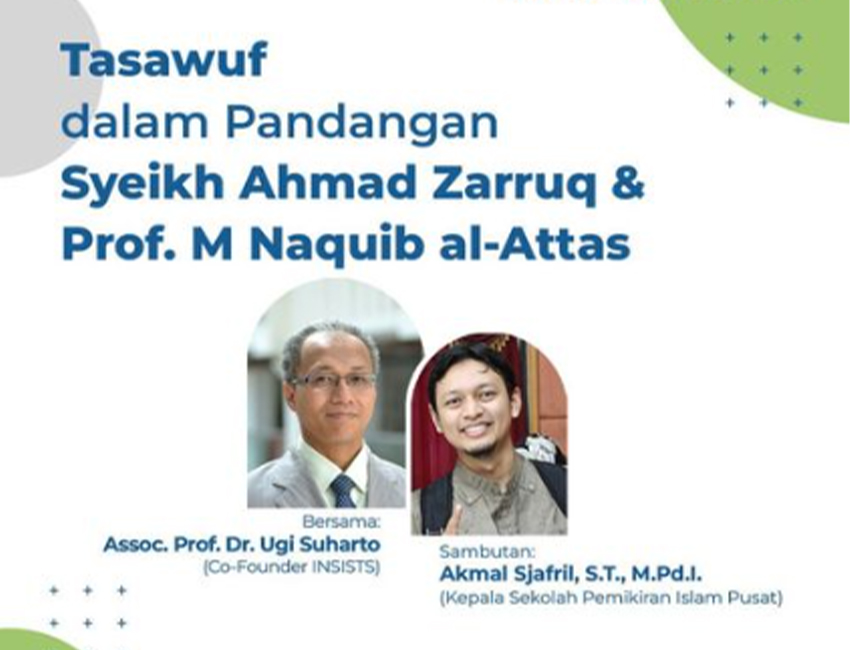 Tasawuf
dalam Pandangan
Syeikh Ahmad Zarruq &
Prof. M Naquib al-Attas
Bersama:
Assoc. Prof. Dr. Ugi Suharto
(Co-Founder INSISTS)
Sambutan:
Akmal Sjafril, S.T., M.Pd.I.
(Kepala Sekolah Pemikiran Islam Pusat)